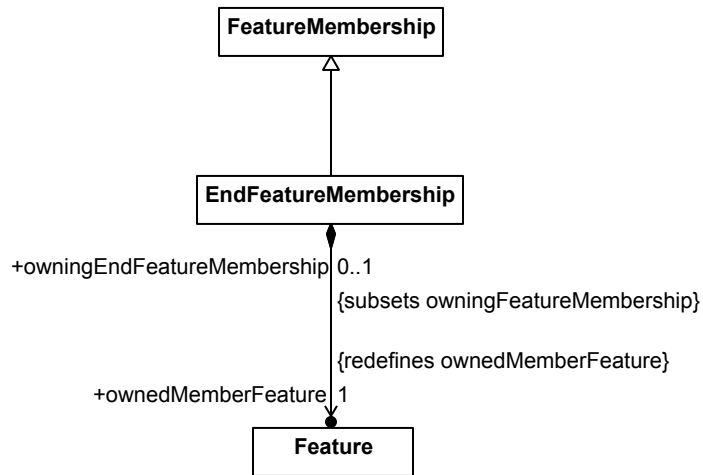 FeatureMembership
EndFeatureMembership
+owningEndFeatureMembership 0..1
{subsets owningFeatureMembership}
{redefines ownedMemberFeature}
+ownedMemberFeature 1
Feature